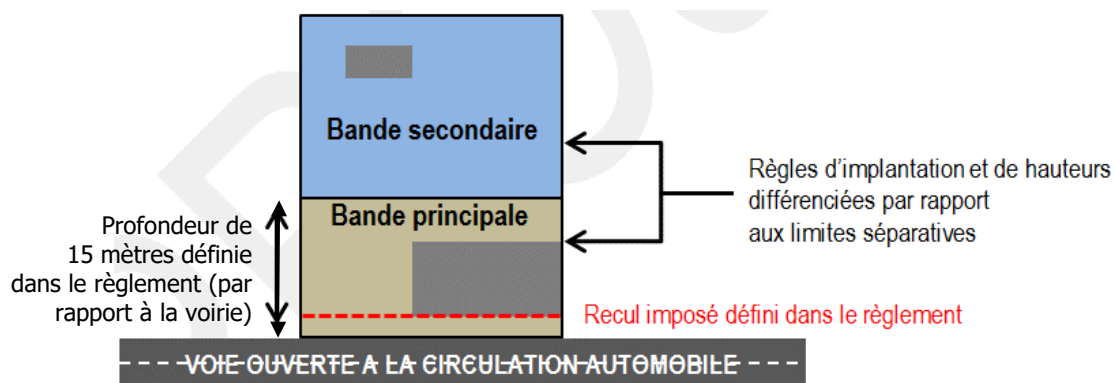 Bande secondaire
Règles d'implantation et de hauteurs
différenciées par rapport
aux limites séparatives
Bande principale
Profondeur de
15 mètres définie
dans le règlement (par
rapport à la voirie)
Recul imposé défini dans le règlement
VOIE OUVERTE A LA CIRCULATION AUTOMOBILE